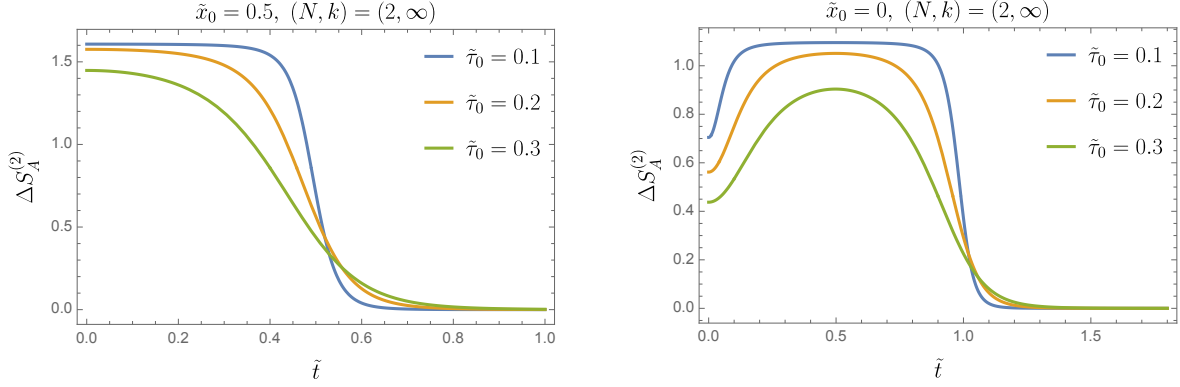 x̃₀ = 0.5, (N, k) = (2, ∞)
ΔS_A^(2)
1.5
1.0
0.5
0.0
τ̃₀ = 0.1
τ̃₀ = 0.2
τ̃₀ = 0.3
0.0 0.2 0.4 0.6 0.8 1.0
t̃
x̃₀ = 0, (N, k) = (2, ∞)
ΔS_A^(2)
1.0
0.8
0.6
0.4
0.2
0.0
τ̃₀ = 0.1
τ̃₀ = 0.2
τ̃₀ = 0.3
0.0 0.5 1.0 1.5
t̃